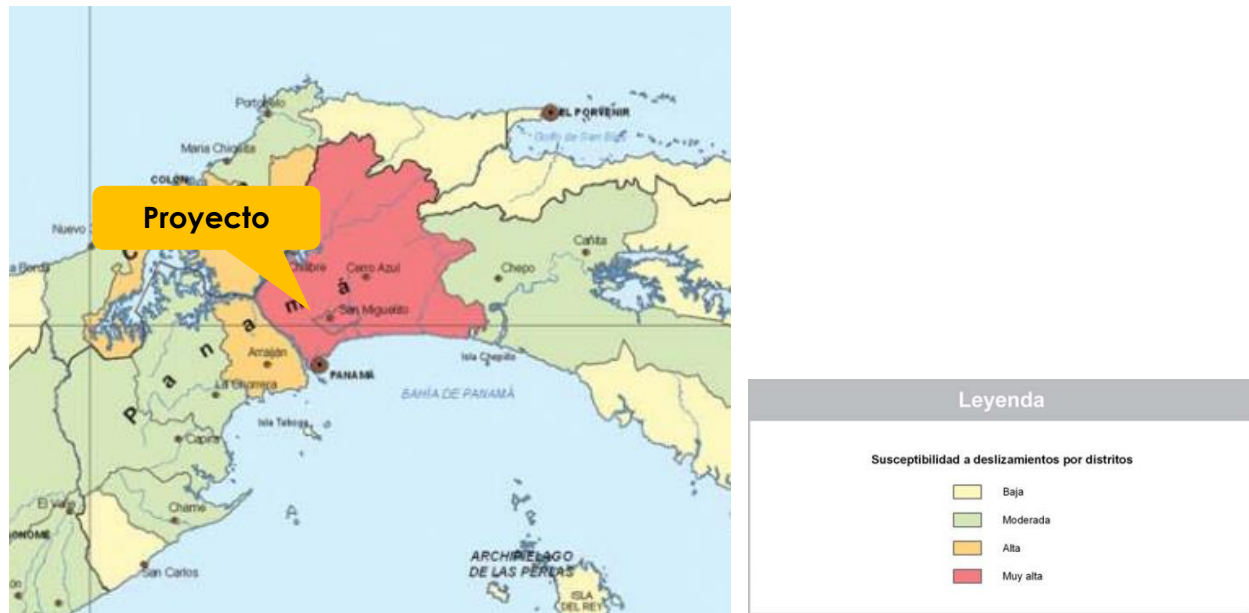 Portobelo
EL PORVENIR
Golfo de San Blas
Maria Chiquita
COLON
Proyecto
Nuevo
Cañita
Chilibre
Cerro Azul
Chepo
San Miguelito
P a n a m á
C
Arraiján
Isla Chepillo
PANAMÁ
La Chorrera
BAHÍA DE PANAMÁ
Isla Taboga
Capira
El Valle
Chame
NOME
ARCHIPIELAGO
DE LAS PERLAS
San Carlos
ISLA
DEL REY
Leyenda
Susceptibilidad a deslizamientos por distritos
Baja
Moderada
Alta
Muy alta